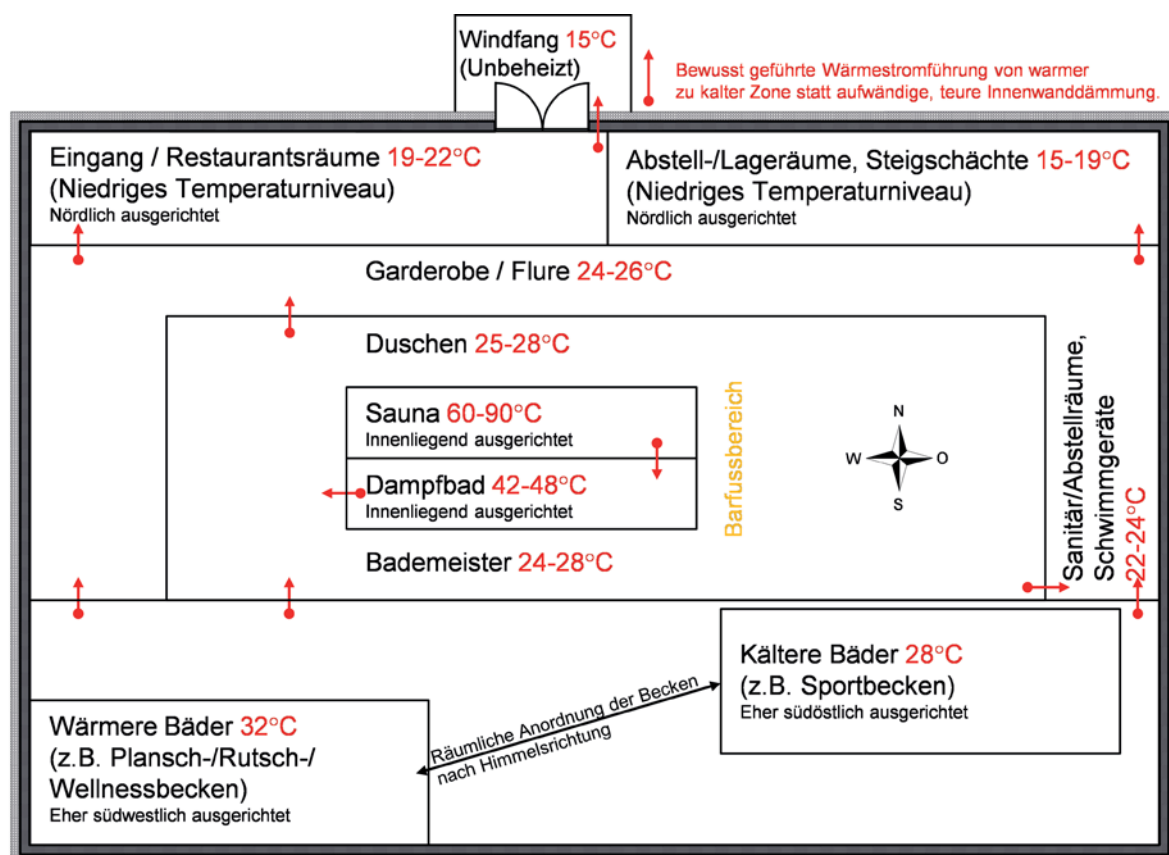 Windfang 15°C
(Unbeheizt)
Bewusst geführte Wärmestromführung von warmer
zu kalter Zone statt aufwändige, teure Innenwanddämmung.
Eingang / Restaurantsräume 19-22°C
(Niedriges Temperaturniveau)
Nördlich ausgerichtet
Abstell-/Lageräume, Steigschächte 15-19°C
(Niedriges Temperaturniveau)
Nördlich ausgerichtet
Garderobe / Flure 24-26°C
Duschen 25-28°C
Sauna 60-90°C
Innenliegend ausgerichtet
Dampfbad 42-48°C
Innenliegend ausgerichtet
Bademeister 24-28°C
Barfussbereich
N
W
O
S
Sanitär/Abstellräume,
Schwimmgeräte
22-24°C
Kältere Bäder 28°C
(z.B. Sportbecken)
Eher südöstlich ausgerichtet
Räumliche Anordnung der Becken
nach Himmelsrichtung
Wärmere Bäder 32°C
(z.B. Plansch-/Rutsch-/
Wellnessbecken)
Eher südwestlich ausgerichtet